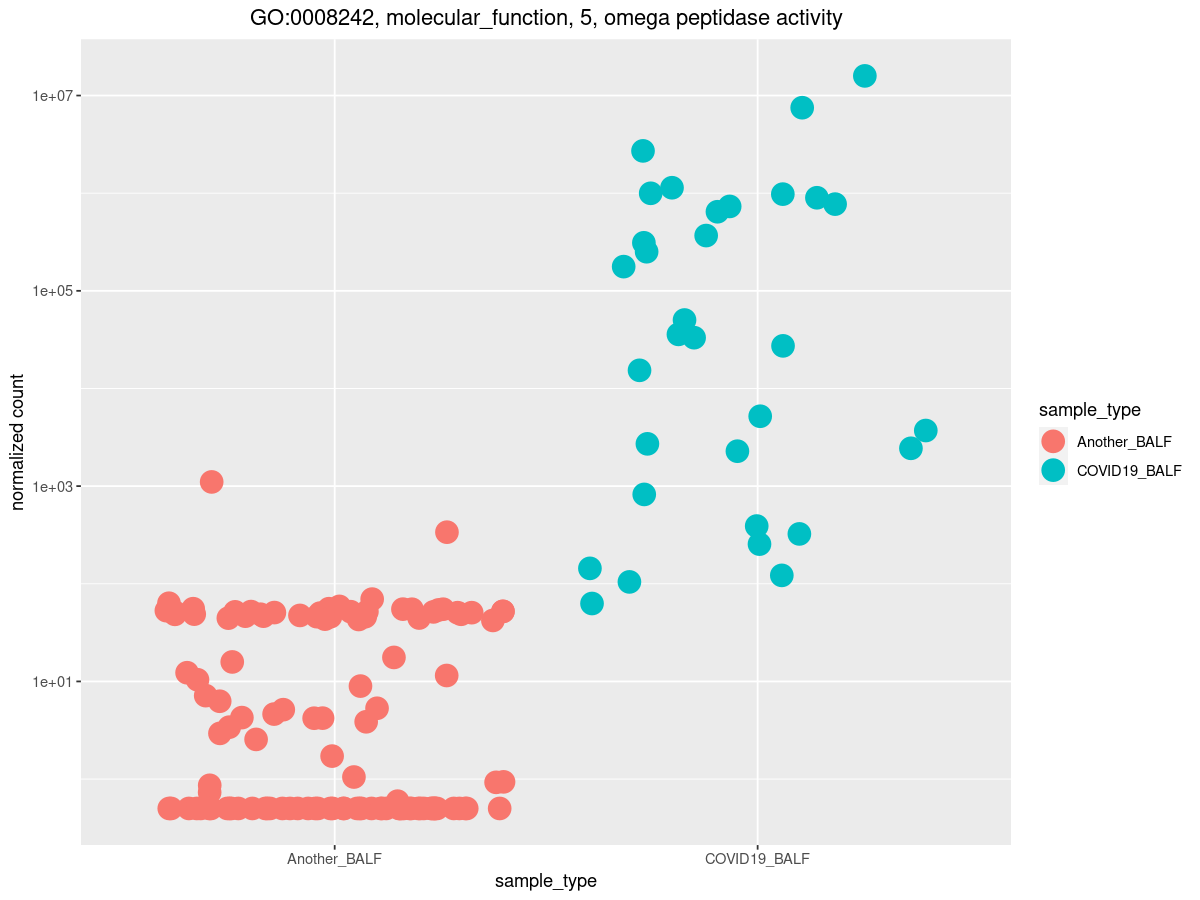 GO:0008242, molecular_function, 5, omega peptidase activity
normalized count
1e+07
1e+05
1e+03
1e+01
Another_BALF
COVID19_BALF
sample_type
sample_type
Another_BALF
COVID19_BALF